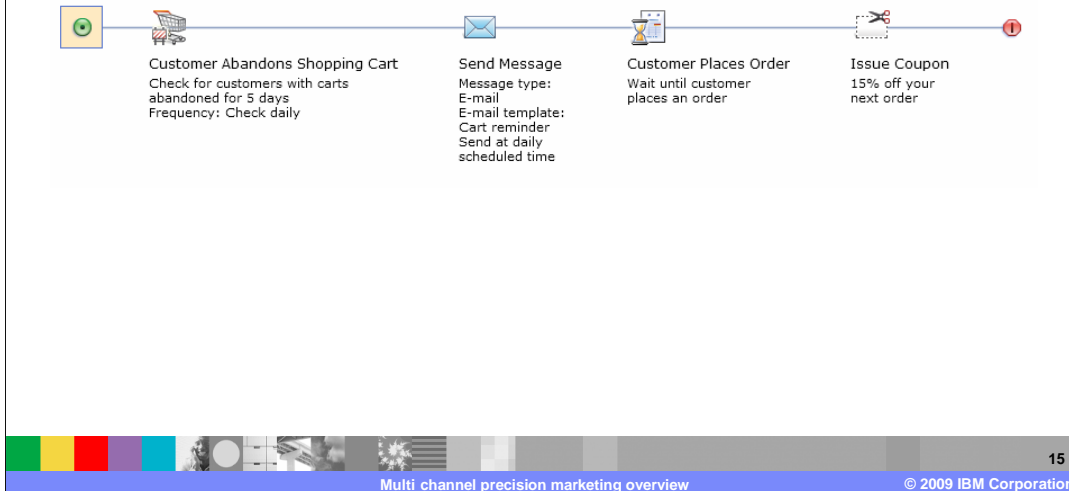 Customer Abandons Shopping Cart
Check for customers with carts
abandoned for 5 days
Frequency: Check daily
Send Message
Message type:
E-mail
E-mail template:
Cart reminder
Send at daily
scheduled time
Customer Places Order
Wait until customer
places an order
Issue Coupon
15% off your
next order
15
Multi channel precision marketing overview
© 2009 IBM Corporation